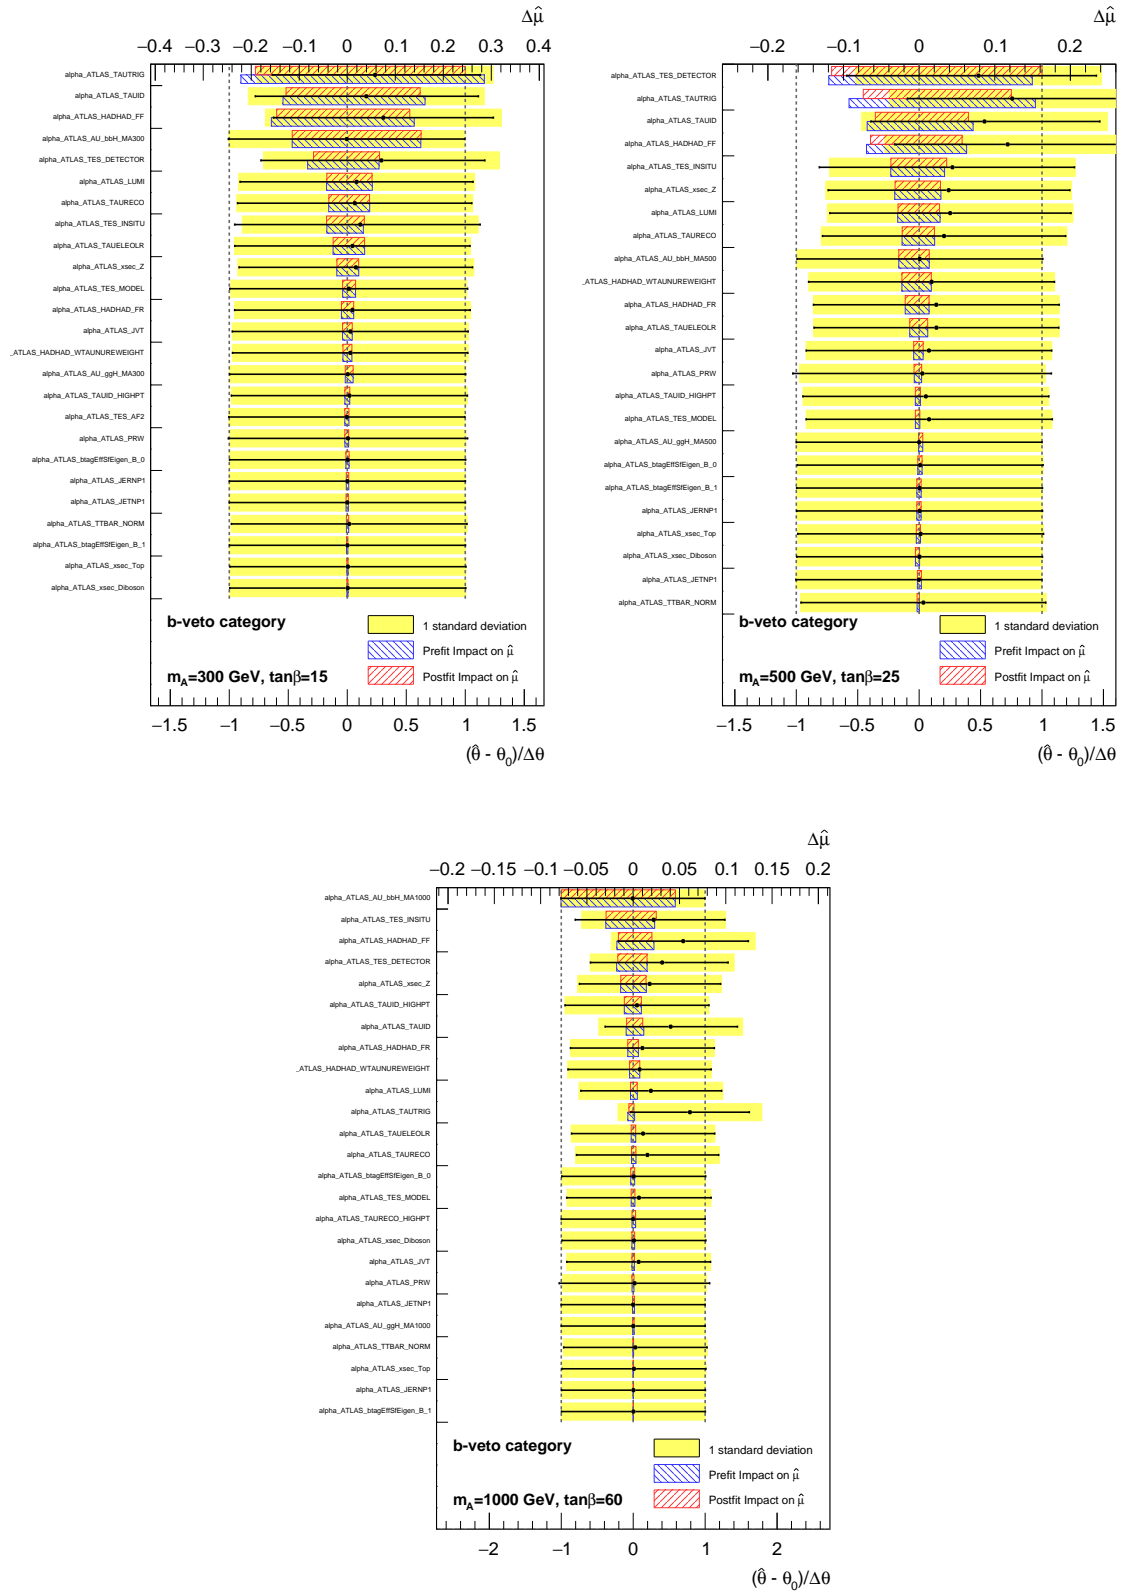 Δμ̂
−0.4 −0.3 −0.2 −0.1 0 0.1 0.2 0.3 0.4
alpha_ATLAS_TAUTRIG
alpha_ATLAS_TAUID
alpha_ATLAS_HADHAD_FF
alpha_ATLAS_AU_bbH_MA300
alpha_ATLAS_TES_DETECTOR
alpha_ATLAS_LUMI
alpha_ATLAS_TAURECO
alpha_ATLAS_TES_INSITU
alpha_ATLAS_TAUELEOLR
alpha_ATLAS_xsec_Z
alpha_ATLAS_TES_MODEL
alpha_ATLAS_HADHAD_FR
alpha_ATLAS_JVT
_ATLAS_HADHAD_WTAUNUREWEIGHT
alpha_ATLAS_AU_ggH_MA300
alpha_ATLAS_TAUID_HIGHPT
alpha_ATLAS_TES_AF2
alpha_ATLAS_PRW
alpha_ATLAS_btagEffSfEigen_B_0
alpha_ATLAS_JERNP1
alpha_ATLAS_JETNP1
alpha_ATLAS_TTBAR_NORM
alpha_ATLAS_btagEffSfEigen_B_1
alpha_ATLAS_xsec_Top
alpha_ATLAS_xsec_Diboson
b-veto category
1 standard deviation
Prefit Impact on μ̂
m_A=300 GeV, tanβ=15
Postfit Impact on μ̂
−1.5 −1 −0.5 0 0.5 1 1.5
(θ̂ - θ₀)/Δθ
Δμ̂
−0.2 −0.1 0 0.1 0.2
alpha_ATLAS_TES_DETECTOR
alpha_ATLAS_TAUTRIG
alpha_ATLAS_TAUID
alpha_ATLAS_HADHAD_FF
alpha_ATLAS_TES_INSITU
alpha_ATLAS_xsec_Z
alpha_ATLAS_LUMI
alpha_ATLAS_TAURECO
alpha_ATLAS_AU_bbH_MA500
_ATLAS_HADHAD_WTAUNUREWEIGHT
alpha_ATLAS_HADHAD_FR
alpha_ATLAS_TAUELEOLR
alpha_ATLAS_JVT
alpha_ATLAS_PRW
alpha_ATLAS_TAUID_HIGHPT
alpha_ATLAS_TES_MODEL
alpha_ATLAS_AU_ggH_MA500
alpha_ATLAS_btagEffSfEigen_B_0
alpha_ATLAS_btagEffSfEigen_B_1
alpha_ATLAS_JERNP1
alpha_ATLAS_xsec_Top
alpha_ATLAS_xsec_Diboson
alpha_ATLAS_JETNP1
alpha_ATLAS_TTBAR_NORM
b-veto category
1 standard deviation
Prefit Impact on μ̂
m_A=500 GeV, tanβ=25
Postfit Impact on μ̂
−1.5 −1 −0.5 0 0.5 1 1.5
(θ̂ - θ₀)/Δθ
Δμ̂
−0.2 −0.15 −0.1 −0.05 0 0.05 0.1 0.15 0.2
alpha_ATLAS_AU_bbH_MA1000
alpha_ATLAS_TES_INSITU
alpha_ATLAS_HADHAD_FF
alpha_ATLAS_TES_DETECTOR
alpha_ATLAS_xsec_Z
alpha_ATLAS_TAUID_HIGHPT
alpha_ATLAS_TAUID
alpha_ATLAS_HADHAD_FR
_ATLAS_HADHAD_WTAUNUREWEIGHT
alpha_ATLAS_LUMI
alpha_ATLAS_TAUTRIG
alpha_ATLAS_TAUELEOLR
alpha_ATLAS_TAURECO
alpha_ATLAS_btagEffSfEigen_B_0
alpha_ATLAS_TES_MODEL
alpha_ATLAS_TAURECO_HIGHPT
alpha_ATLAS_xsec_Diboson
alpha_ATLAS_JVT
alpha_ATLAS_PRW
alpha_ATLAS_JETNP1
alpha_ATLAS_AU_ggH_MA1000
alpha_ATLAS_TTBAR_NORM
alpha_ATLAS_xsec_Top
alpha_ATLAS_JERNP1
alpha_ATLAS_btagEffSfEigen_B_1
b-veto category
1 standard deviation
Prefit Impact on μ̂
m_A=1000 GeV, tanβ=60
Postfit Impact on μ̂
−2 −1 0 1 2
(θ̂ - θ₀)/Δθ